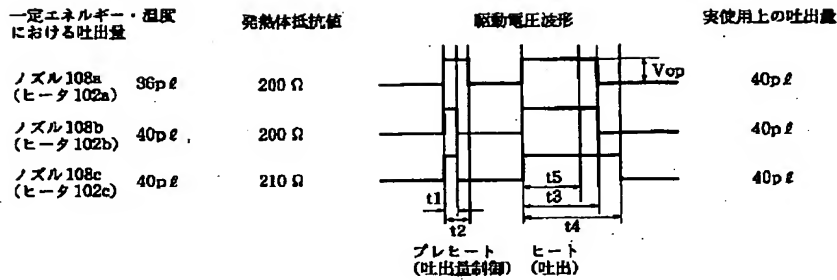 一定エネルギー・温度
における吐出量
発熱体抵抗値
駆動電圧波形
実使用上の吐出量
ノズル108a
(ヒータ102a)
36pℓ
200 Ω
Vop
40pℓ
ノズル108b
(ヒータ102b)
40pℓ
200 Ω
40pℓ
ノズル108c
(ヒータ102c)
40pℓ
210 Ω
40pℓ
t1
t2
t5
t3
t4
プレヒート
(吐出量制御)
ヒート
(吐出)